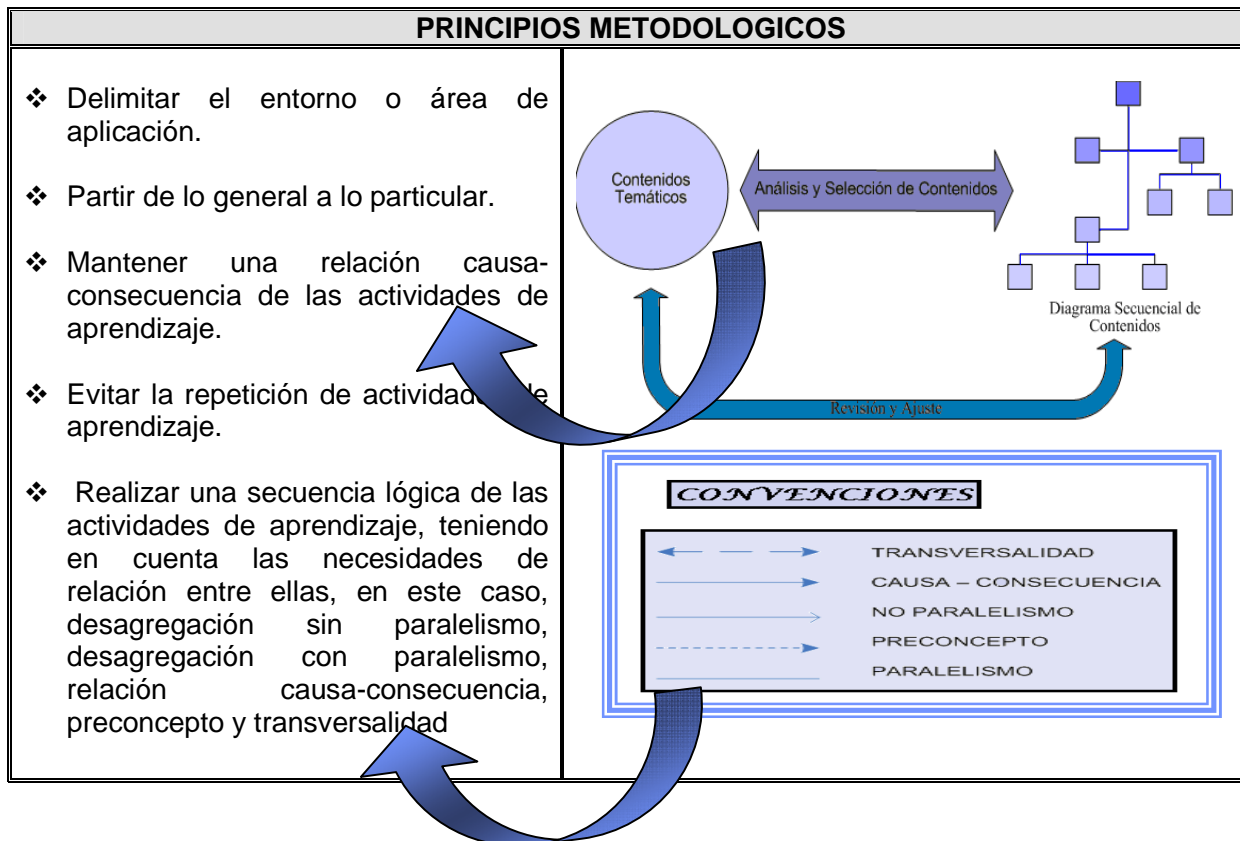 PRINCIPIOS METODOLOGICOS
❖ Delimitar el entorno o área de
aplicación.
❖ Partir de lo general a lo particular.
❖ Mantener una relación causa-
consecuencia de las actividades de
aprendizaje.
❖ Evitar la repetición de actividades de
aprendizaje.
❖ Realizar una secuencia lógica de las
actividades de aprendizaje, teniendo
en cuenta las necesidades de
relación entre ellas, en este caso,
desagregación sin paralelismo,
desagregación con paralelismo,
relación causa-consecuencia,
preconcepto y transversalidad
Contenidos
Temáticos
Análisis y Selección de Contenidos
Diagrama Secuencial de
Contenidos
Revisión y Ajuste
CONVENCIONES
TRANSVERSALIDAD
CAUSA – CONSECUENCIA
NO PARALELISMO
PRECONCEPTO
PARALELISMO